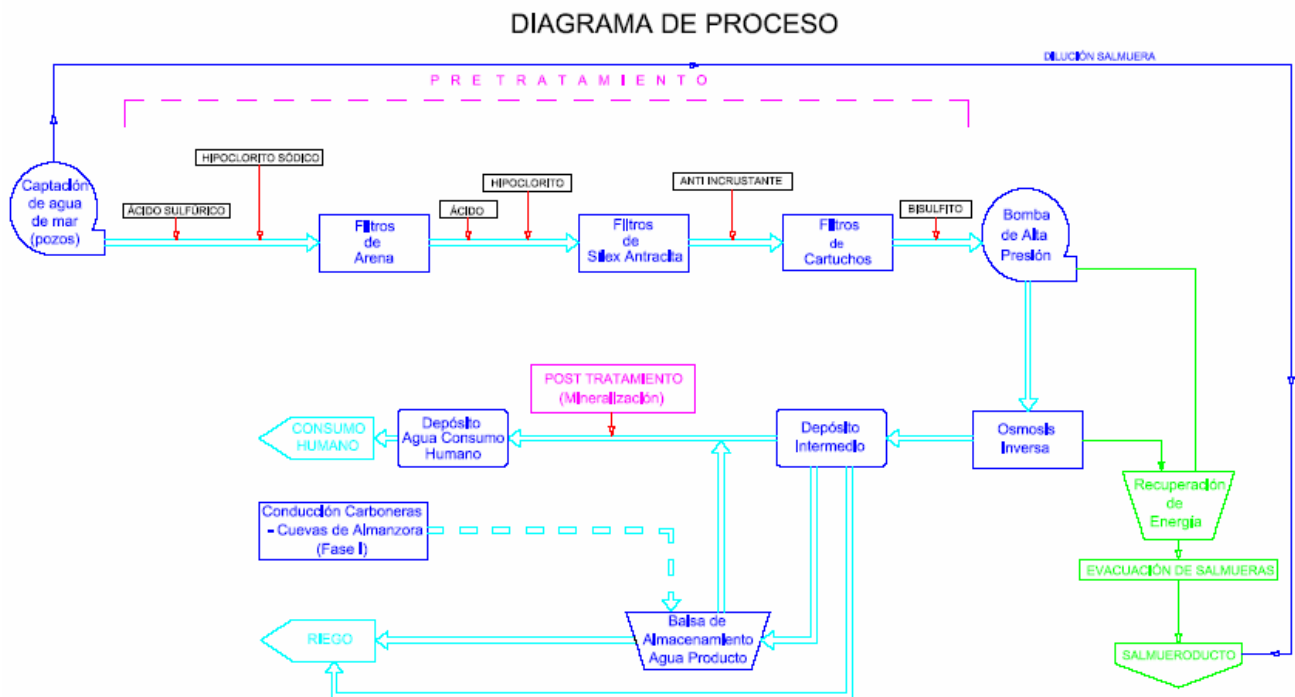 DIAGRAMA DE PROCESO
DILUCIÓN SALMUERA
PRETRATAMIENTO
HIPOCLORITO SÓDICO
Captación
de agua
de mar
(pozos)
ÁCIDO SULFÚRICO
Filtros
de
Arena
ÁCIDO
HIPOCLORITO
Filtros
de
Sílex Antracita
ANTI INCRUSTANTE
Filtros
de
Cartuchos
BISULFITO
Bomba
de Alta
Presión
POST TRATAMIENTO
(Mineralización)
CONSUMO
HUMANO
Depósito
Agua Consumo
Humano
Depósito
Intermedio
Osmosis
Inversa
Recuperación
de
Energía
Conducción Carboneras
- Cuevas de Almanzora
(Fase I)
EVACUACIÓN DE SALMUERAS
RIEGO
Balsa de
Almacenamiento
Agua Producto
SALMUERODUCTO